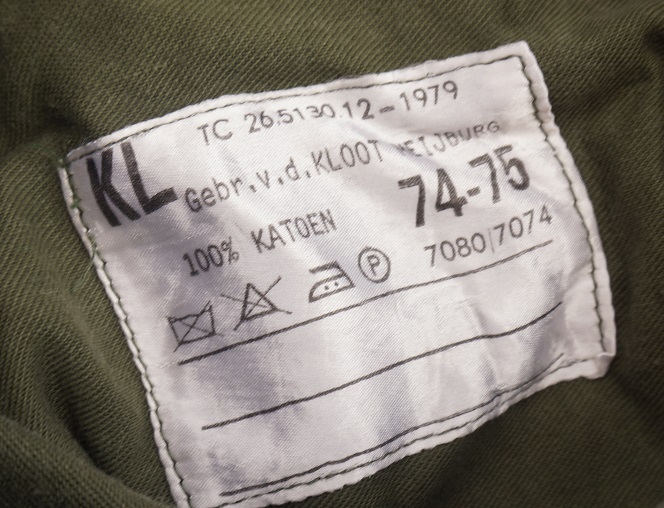 TC 26.5130.12-1979
KL Gebr.v.d.KLOOT MEIJBURG
100% KATOEN 74-75
P 7080/7074